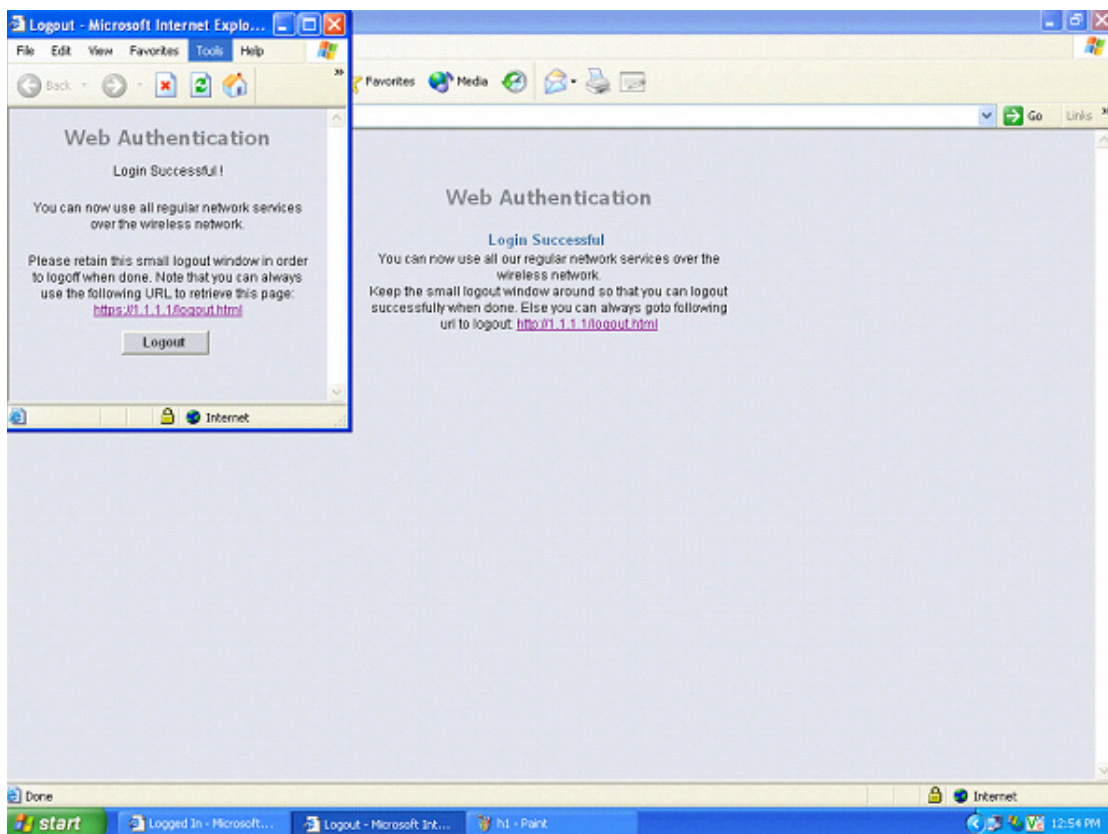 Logout - Microsoft Internet Explo...
File Edit View Favorites Tools Help
Back
Web Authentication
Login Successful !
You can now use all regular network services
over the wireless network.
Please retain this small logout window in order
to logoff when done. Note that you can always
use the following URL to retrieve this page:
https://1.1.1.1/logout.html
Logout
Internet
Favorites Media
Go Links
Web Authentication
Login Successful
You can now use all our regular network services over the
wireless network.
Keep the small logout window around so that you can logout
successfully when done. Else you can always goto following
url to logout: http://1.1.1.1/logout.html
Done Internet
start Logged In - Microsoft... Logout - Microsoft Int... h1 - Paint 12:54 PM